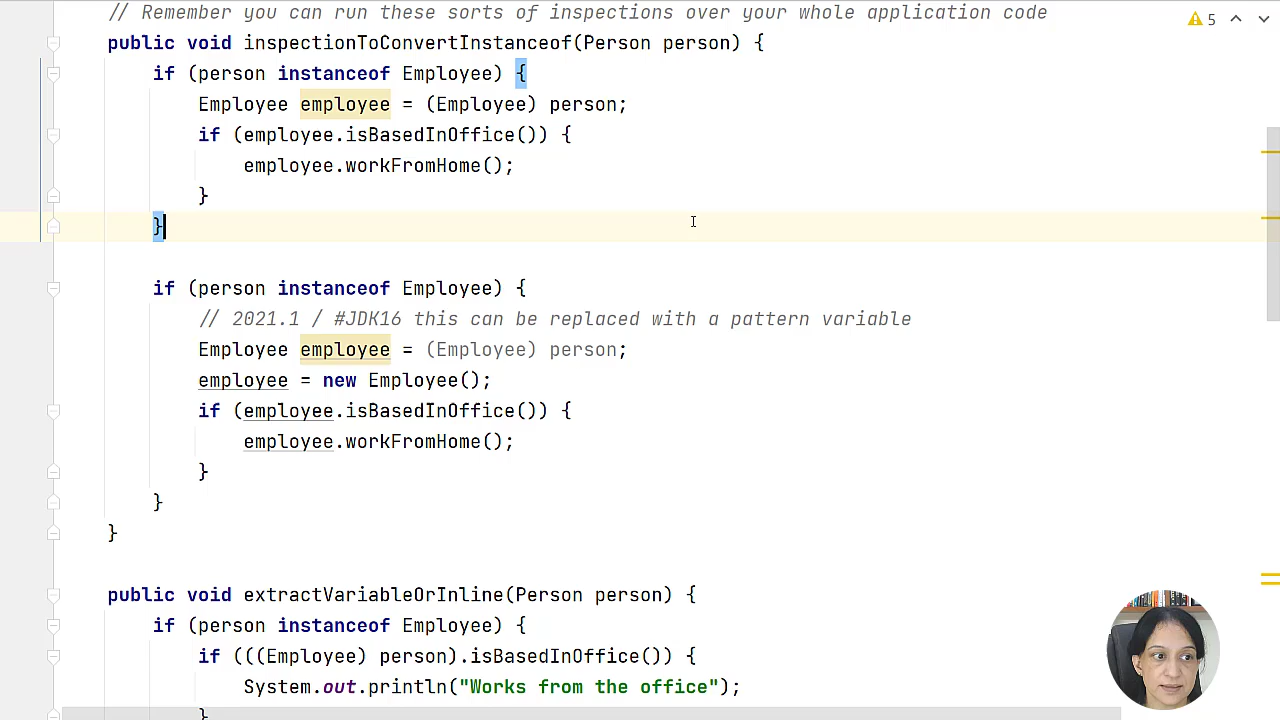 // Remember you can run these sorts of inspections over your whole application code
5
public void inspectionToConvertInstanceof(Person person) {
if (person instanceof Employee) {
Employee employee = (Employee) person;
if (employee.isBasedInOffice()) {
employee.workFromHome();
}
}
if (person instanceof Employee) {
// 2021.1 / #JDK16 this can be replaced with a pattern variable
Employee employee = (Employee) person;
employee = new Employee();
if (employee.isBasedInOffice()) {
employee.workFromHome();
}
}
}
public void extractVariableOrInline(Person person) {
if (person instanceof Employee) {
if (((Employee) person).isBasedInOffice()) {
System.out.println("Works from the office");
}